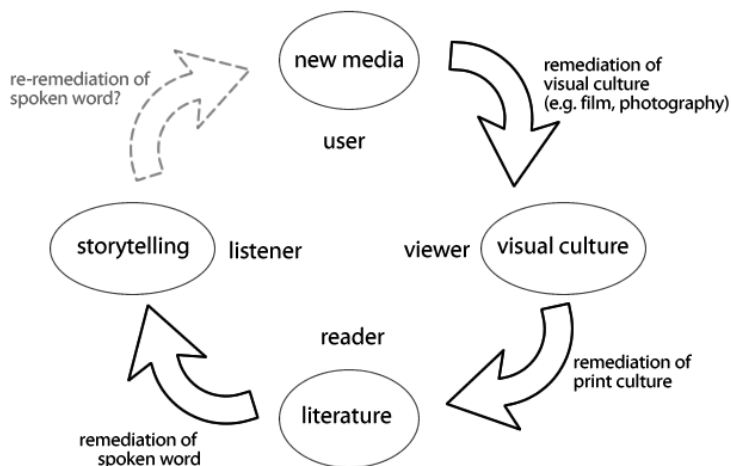 new media
re-remediation of
spoken word?
remediation of
visual culture
(e.g. film, photography)
user
storytelling
listener
viewer
visual culture
reader
remediation of
print culture
literature
remediation of
spoken word